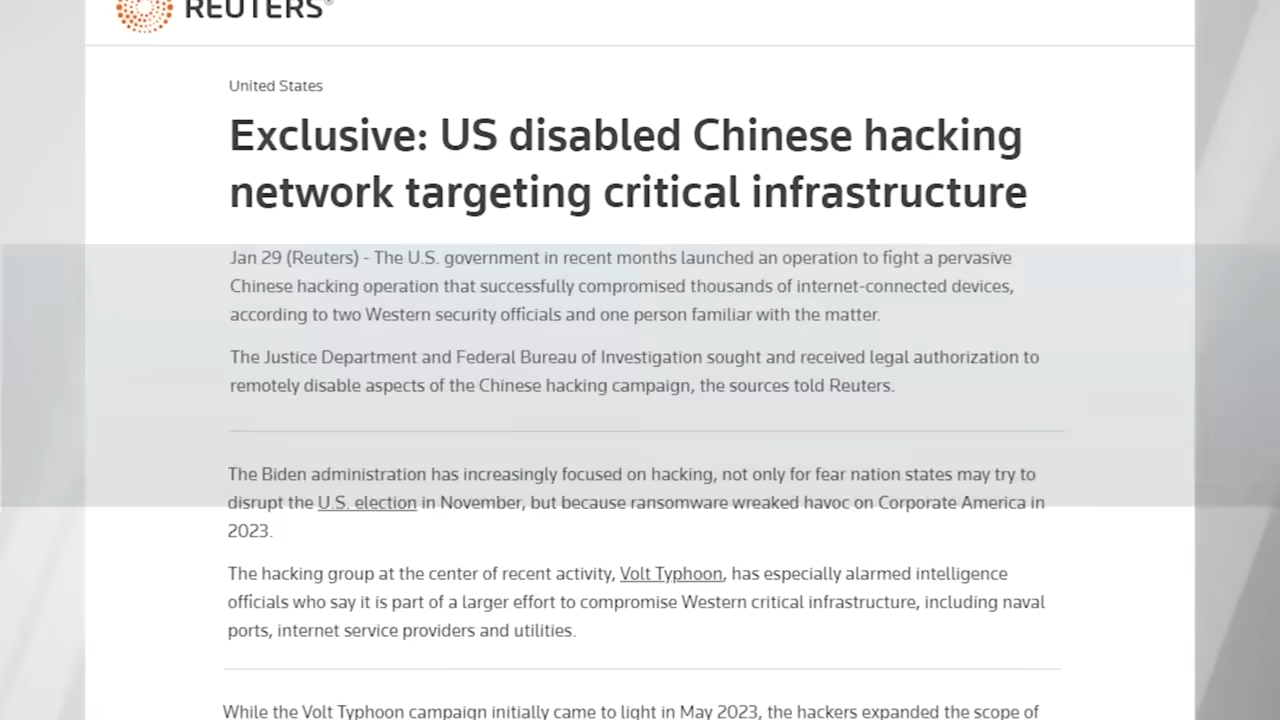 REUTERS®
United States
Exclusive: US disabled Chinese hacking
network targeting critical infrastructure
Jan 29 (Reuters) - The U.S. government in recent months launched an operation to fight a pervasive
Chinese hacking operation that successfully compromised thousands of internet-connected devices,
according to two Western security officials and one person familiar with the matter.
The Justice Department and Federal Bureau of Investigation sought and received legal authorization to
remotely disable aspects of the Chinese hacking campaign, the sources told Reuters.
The Biden administration has increasingly focused on hacking, not only for fear nation states may try to
disrupt the U.S. election in November, but because ransomware wreaked havoc on Corporate America in
2023.
The hacking group at the center of recent activity, Volt Typhoon, has especially alarmed intelligence
officials who say it is part of a larger effort to compromise Western critical infrastructure, including naval
ports, internet service providers and utilities.
While the Volt Typhoon campaign initially came to light in May 2023, the hackers expanded the scope of